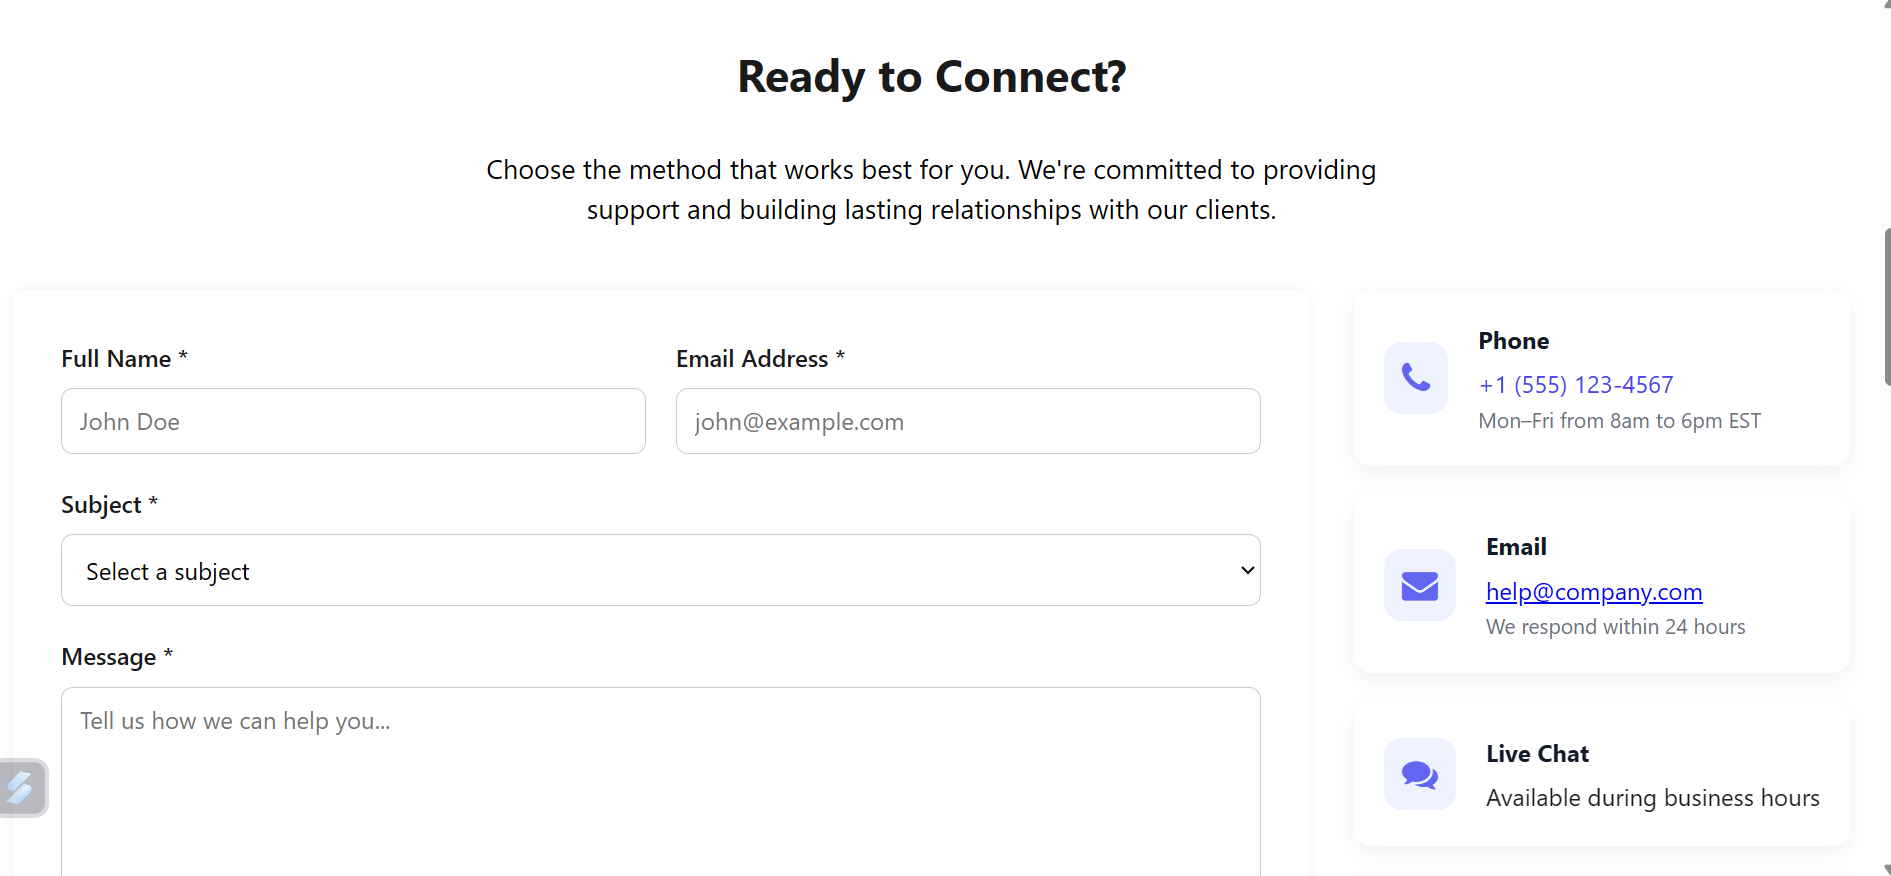 Ready to Connect?
Choose the method that works best for you. We're committed to providing
support and building lasting relationships with our clients.
Full Name *
John Doe
Email Address *
john@example.com
Subject *
Select a subject
Message *
Tell us how we can help you...
Phone
+1 (555) 123-4567
Mon–Fri from 8am to 6pm EST
Email
help@company.com
We respond within 24 hours
Live Chat
Available during business hours